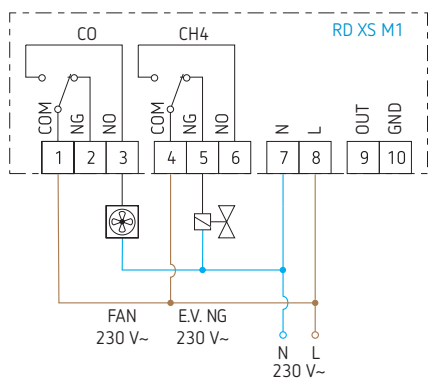 RD XS M1
CO CH4
COM NG NO COM NG NO N L OUT GND
1 2 3 4 5 6 7 8 9 10
FAN E.V. NG
230 V~ 230 V~
N L
230 V~